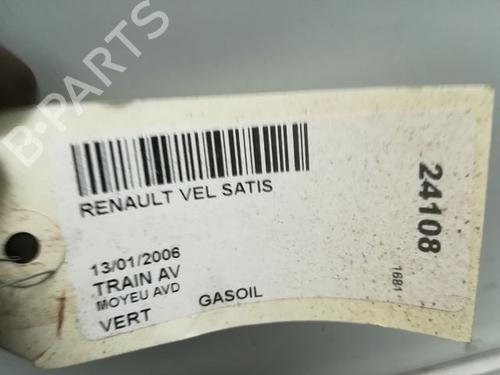 B-PARTS
RENAULT VEL SATIS
13/01/2006
TRAIN AV
MOYEU AVD
VERT GASOIL
24108
1681